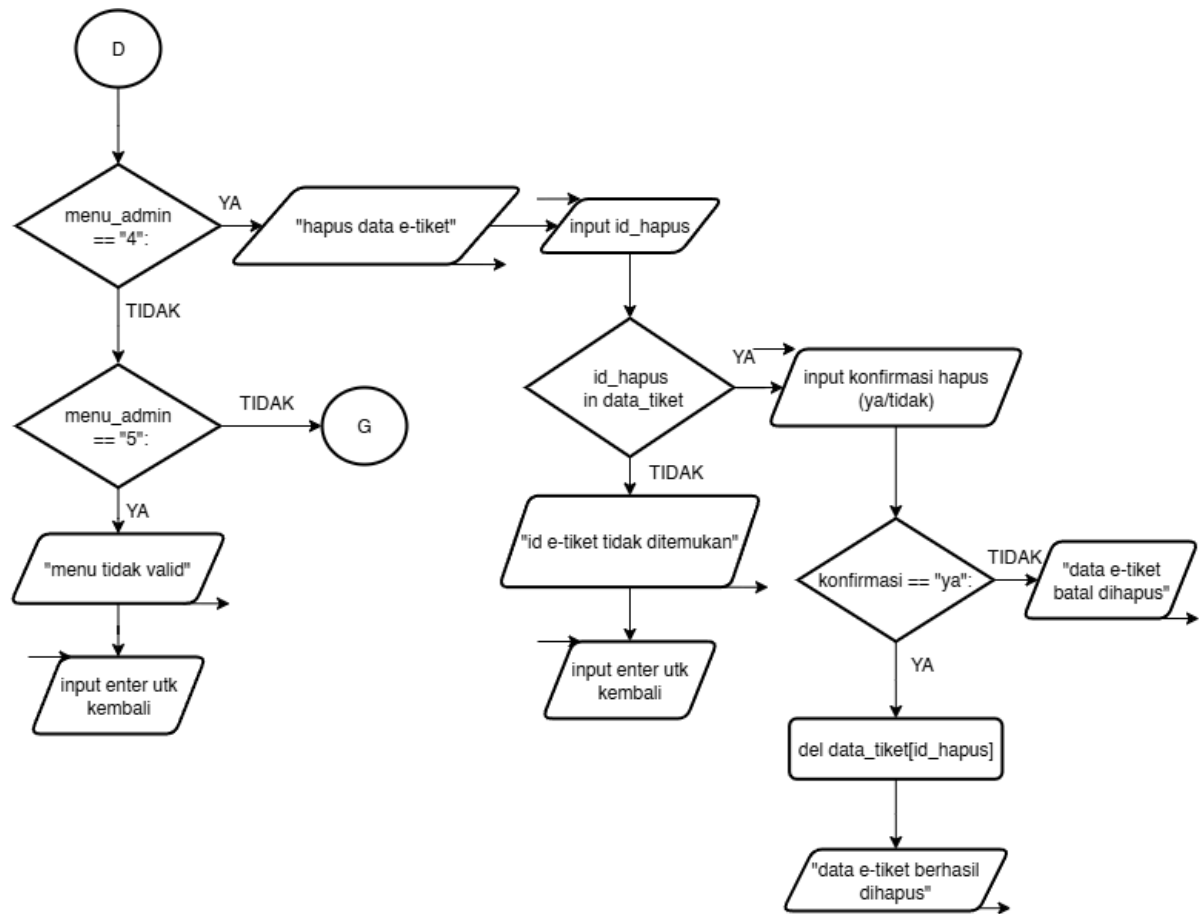 D
menu_admin
== "4":
YA
"hapus data e-tiket"
input id_hapus
TIDAK
id_hapus
in data_tiket
YA
input konfirmasi hapus
(ya/tidak)
menu_admin
== "5":
TIDAK
G
TIDAK
YA
"menu tidak valid"
"id e-tiket tidak ditemukan"
konfirmasi == "ya":
TIDAK
"data e-tiket
batal dihapus"
input enter utk
kembali
input enter utk
kembali
YA
del data_tiket[id_hapus]
"data e-tiket berhasil
dihapus"